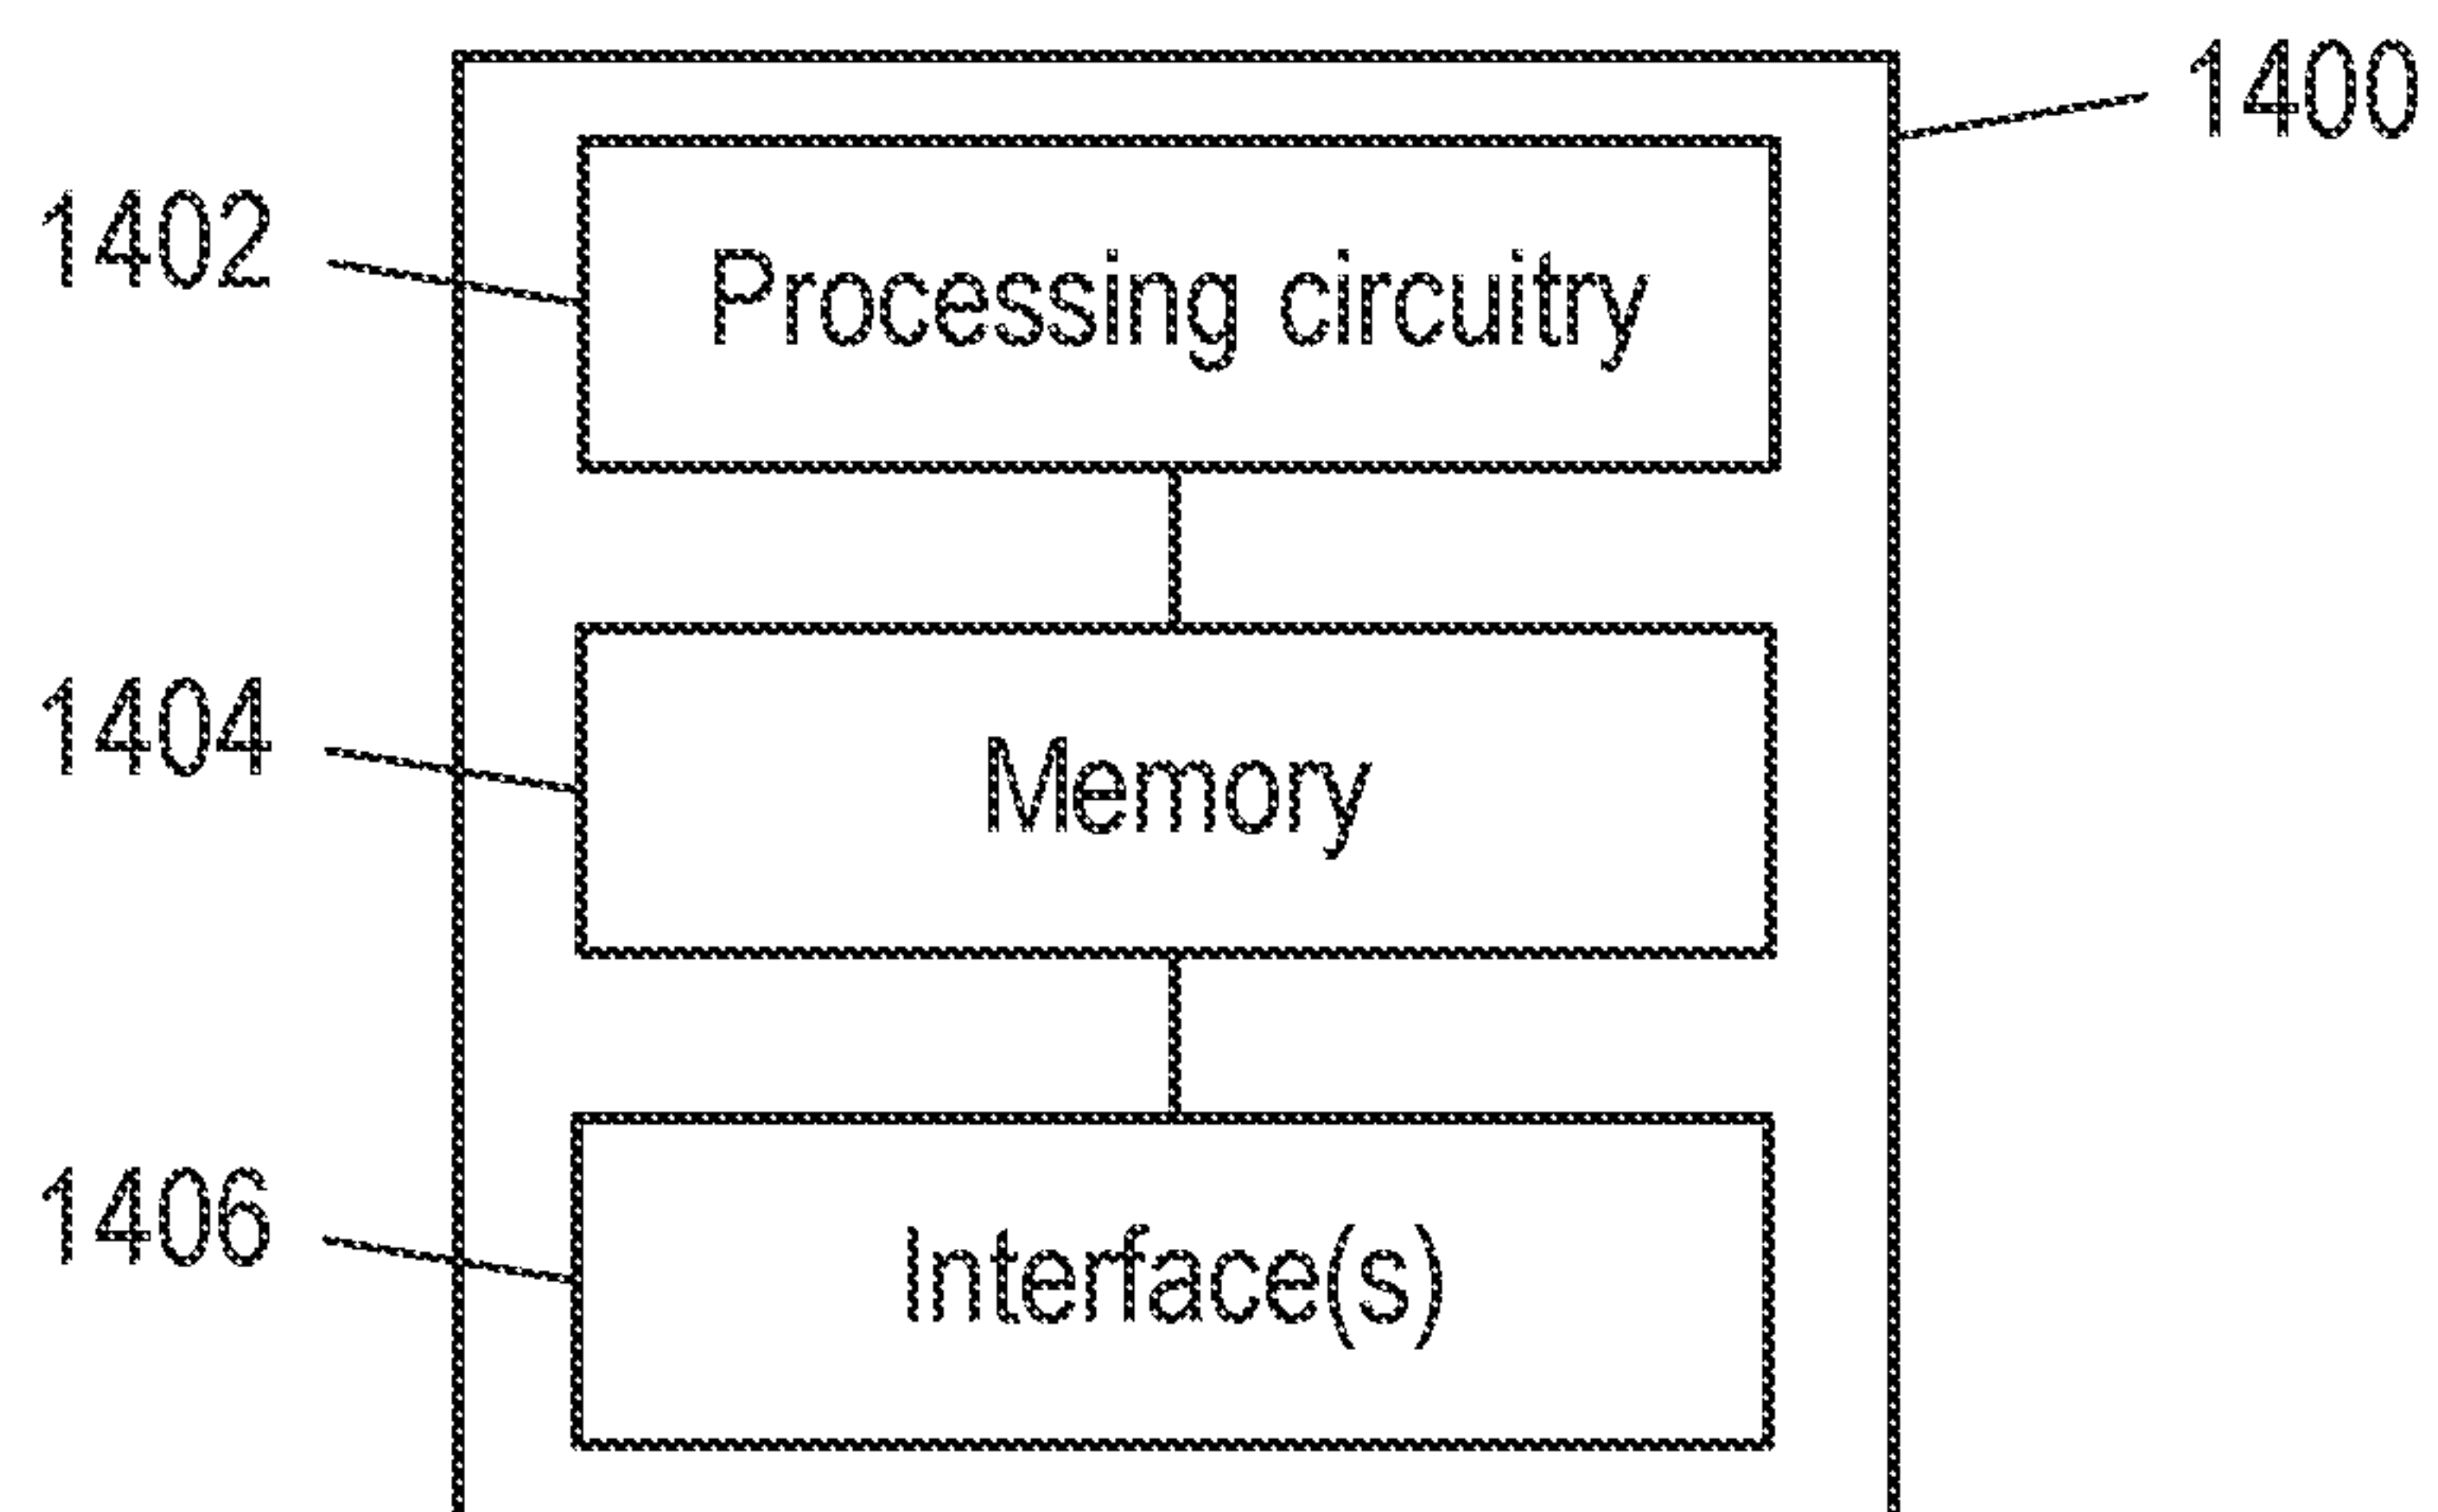 1400
1402
Processing circuitry
1404
Memory
1406
Interface(s)